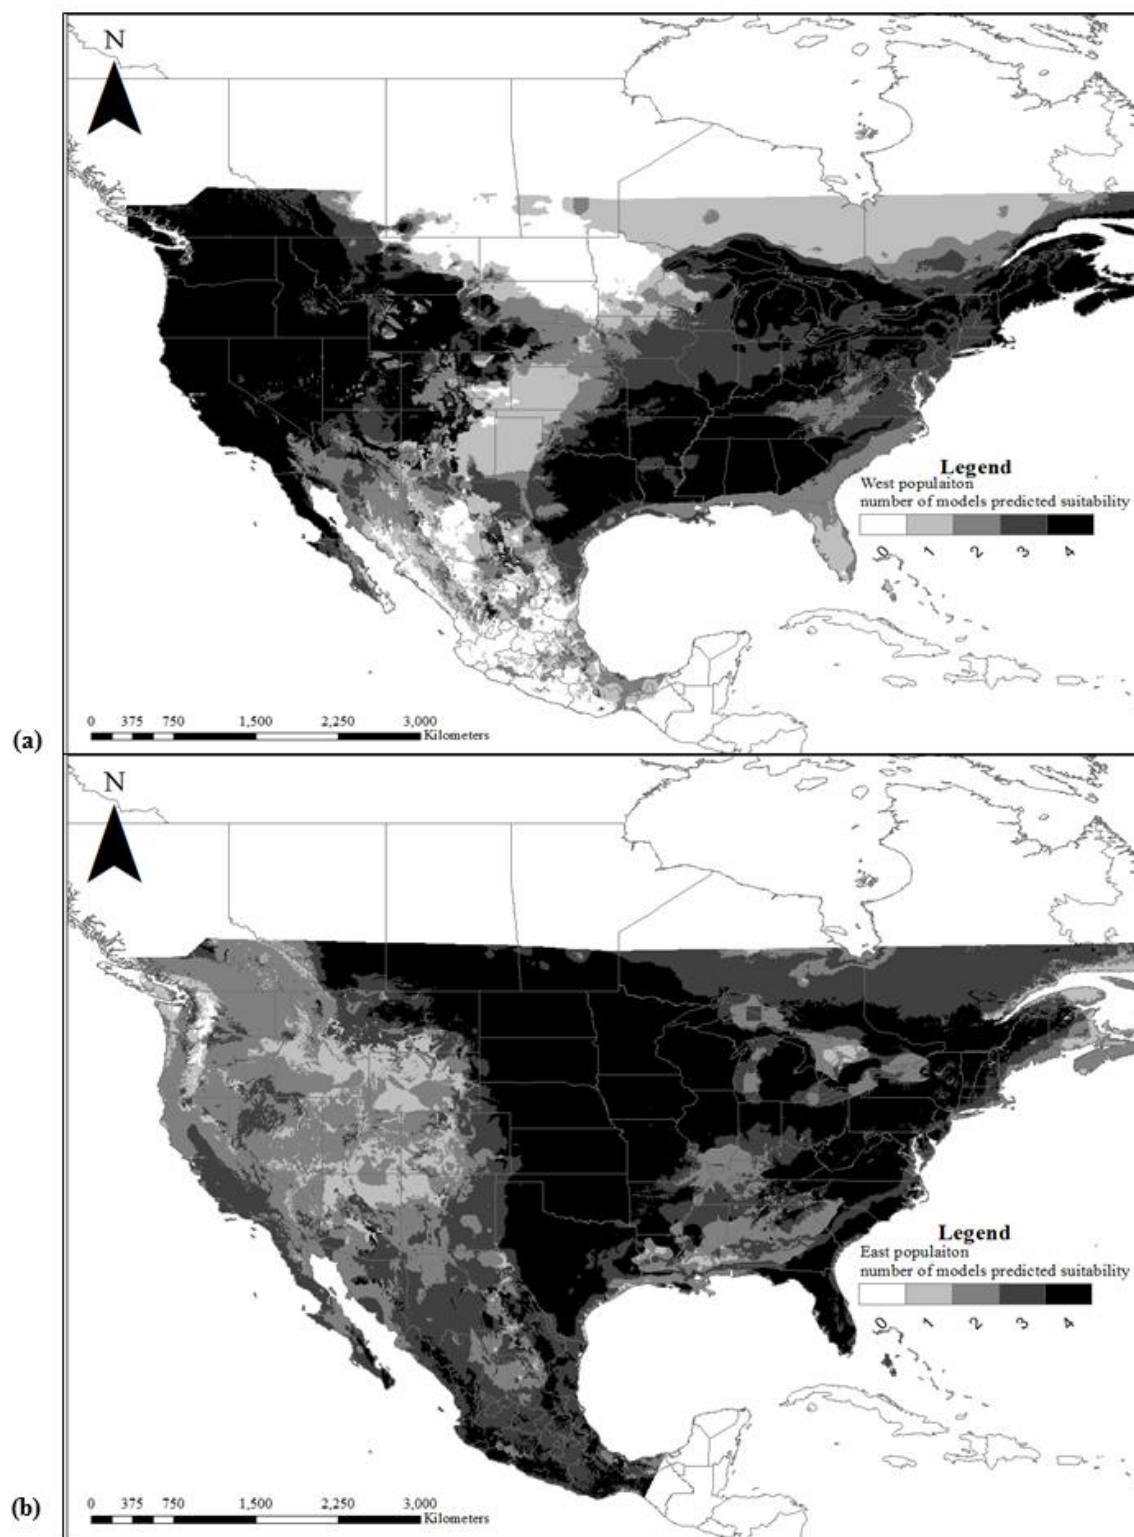 N
Legend
West populaiton
number of models predicted suitability
0 1 2 3 4
0 375 750 1,500 2,250 3,000
Kilometers
(a)
N
Legend
East populaiton
number of models predicted suitability
0 1 2 3 4
0 375 750 1,500 2,250 3,000
Kilometers
(b)